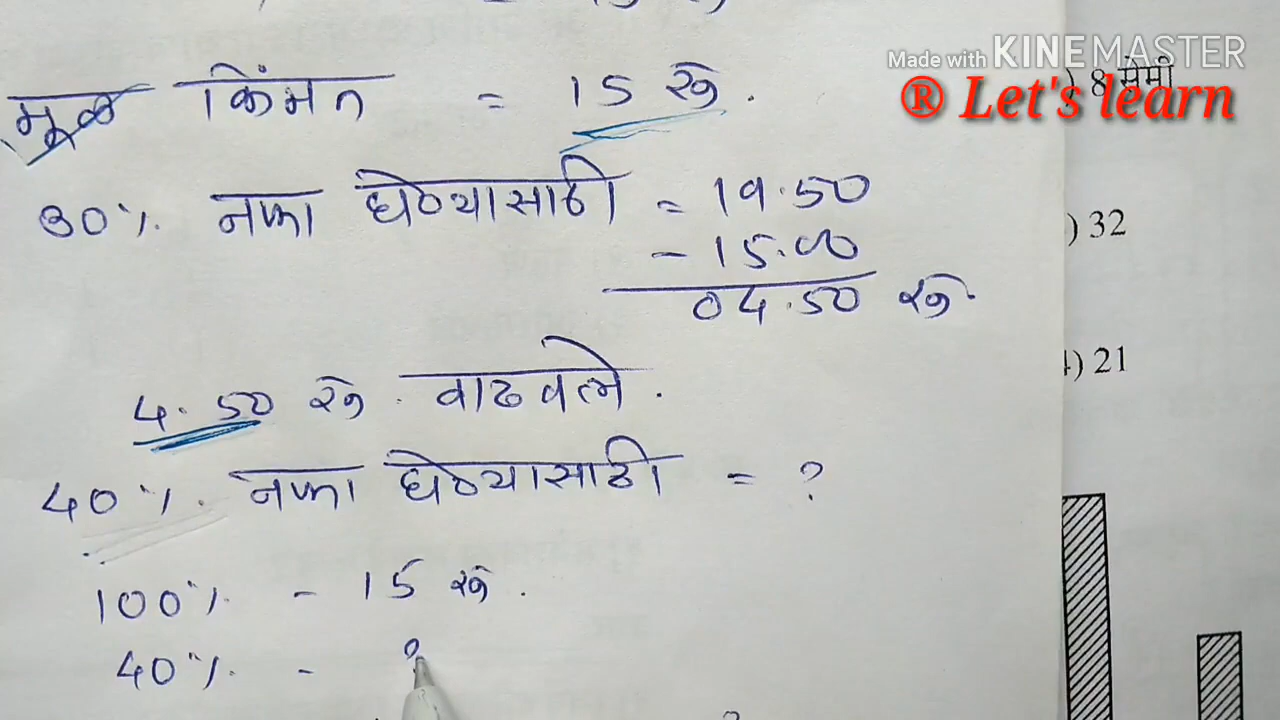 Made with KINEMASTER
® Let's learn
मूळ किंमत = 15 रू.
8 सेमी
30% नफा घेण्यासाठी = 19.50
- 15.00
04.50 रू.
) 32
4.50 रू. वाढवले.
4) 21
40% नफा घेण्यासाठी = ?
100% - 15 रू.
40% - ?